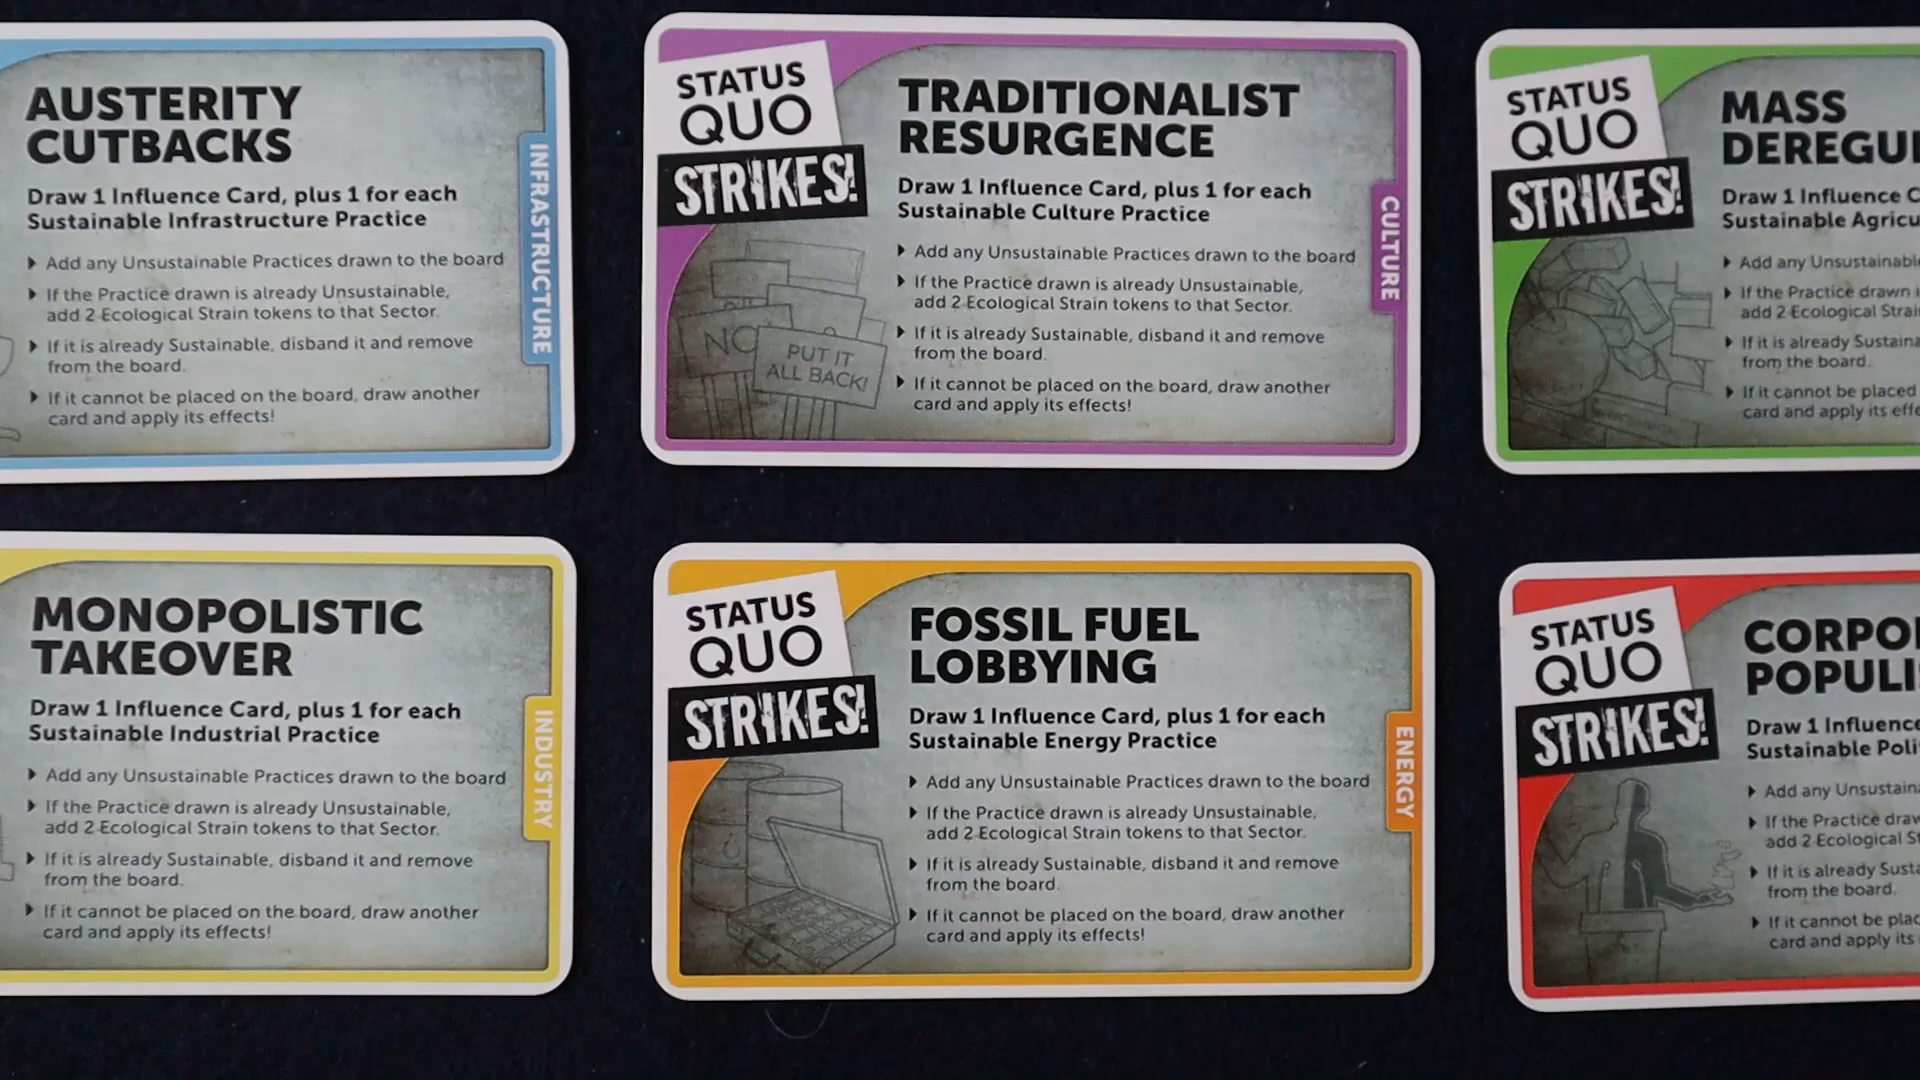 AUSTERITY
CUTBACKS
Draw 1 Influence Card, plus 1 for each
Sustainable Infrastructure Practice
Add any Unsustainable Practices drawn to the board
If the Practice drawn is already Unsustainable,
add 2 Ecological Strain tokens to that Sector.
If it is already Sustainable, disband it and remove
from the board.
If it cannot be placed on the board, draw another
card and apply its effects!
INFRASTRUCTURE
STATUS
QUO
STRIKES!
TRADITIONALIST
RESURGENCE
Draw 1 Influence Card, plus 1 for each
Sustainable Culture Practice
Add any Unsustainable Practices drawn to the board
If the Practice drawn is already Unsustainable,
add 2 Ecological Strain tokens to that Sector.
If it is already Sustainable, disband it and remove
from the board.
If it cannot be placed on the board, draw another
card and apply its effects!
NO
PUT IT
ALL BACK!
CULTURE
STATUS
QUO
STRIKES!
MASS
DEREGU
Draw 1 Influence C
Sustainable Agricu
Add any Unsustainabl
If the Practice drawn i
add 2 Ecological Strai
If it is already Sustaina
from the board.
If it cannot be placed
card and apply its effe
MONOPOLISTIC
TAKEOVER
Draw 1 Influence Card, plus 1 for each
Sustainable Industrial Practice
Add any Unsustainable Practices drawn to the board
If the Practice drawn is already Unsustainable,
add 2 Ecological Strain tokens to that Sector.
If it is already Sustainable, disband it and remove
from the board.
If it cannot be placed on the board, draw another
card and apply its effects!
INDUSTRY
STATUS
QUO
STRIKES!
FOSSIL FUEL
LOBBYING
Draw 1 Influence Card, plus 1 for each
Sustainable Energy Practice
Add any Unsustainable Practices drawn to the board
If the Practice drawn is already Unsustainable,
add 2 Ecological Strain tokens to that Sector.
If it is already Sustainable, disband it and remove
from the board.
If it cannot be placed on the board, draw another
card and apply its effects!
ENERGY
STATUS
QUO
STRIKES!
CORPO
POPULI
Draw 1 Influence
Sustainable Poli
Add any Unsustain
If the Practice draw
add 2 Ecological St
If it is already Susta
from the board.
If it cannot be plac
card and apply its